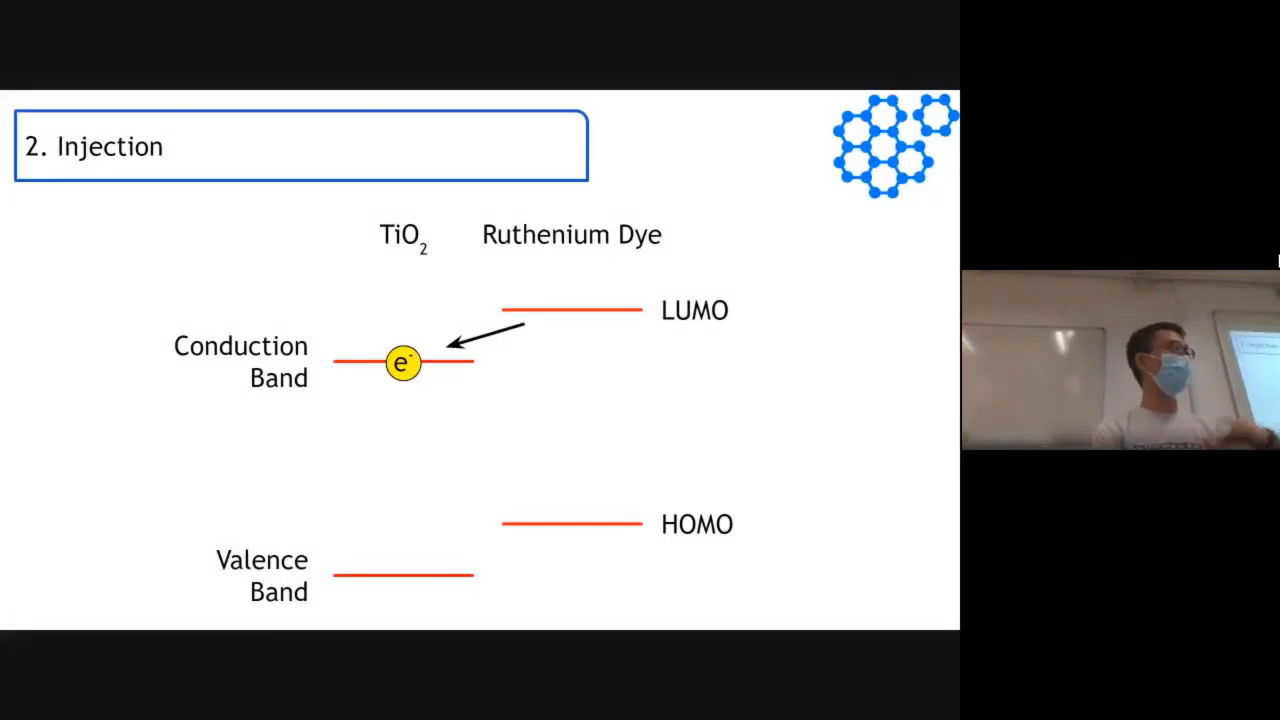 2. Injection
TiO2 Ruthenium Dye
LUMO
Conduction
Band
e-
HOMO
Valence
Band